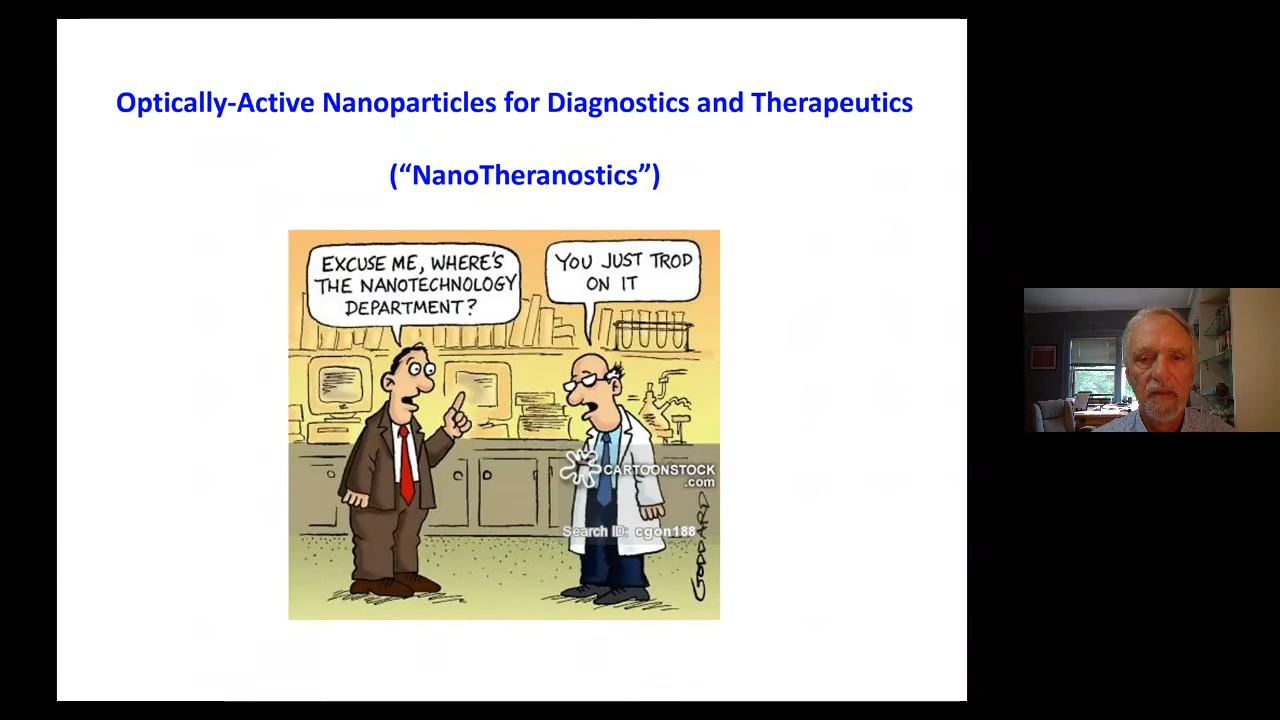 Optically-Active Nanoparticles for Diagnostics and Therapeutics
(“NanoTheranostics”)
EXCUSE ME, WHERE'S
THE NANOTECHNOLOGY
DEPARTMENT?
YOU JUST TROD
ON IT
CARTOONSTOCK
.com
Search ID: cgon188
GODDARD